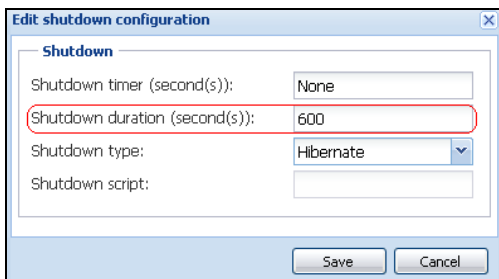 Edit shutdown configuration
Shutdown
Shutdown timer (second(s)): None
Shutdown duration (second(s)): 600
Shutdown type: Hibernate
Shutdown script:
Save Cancel